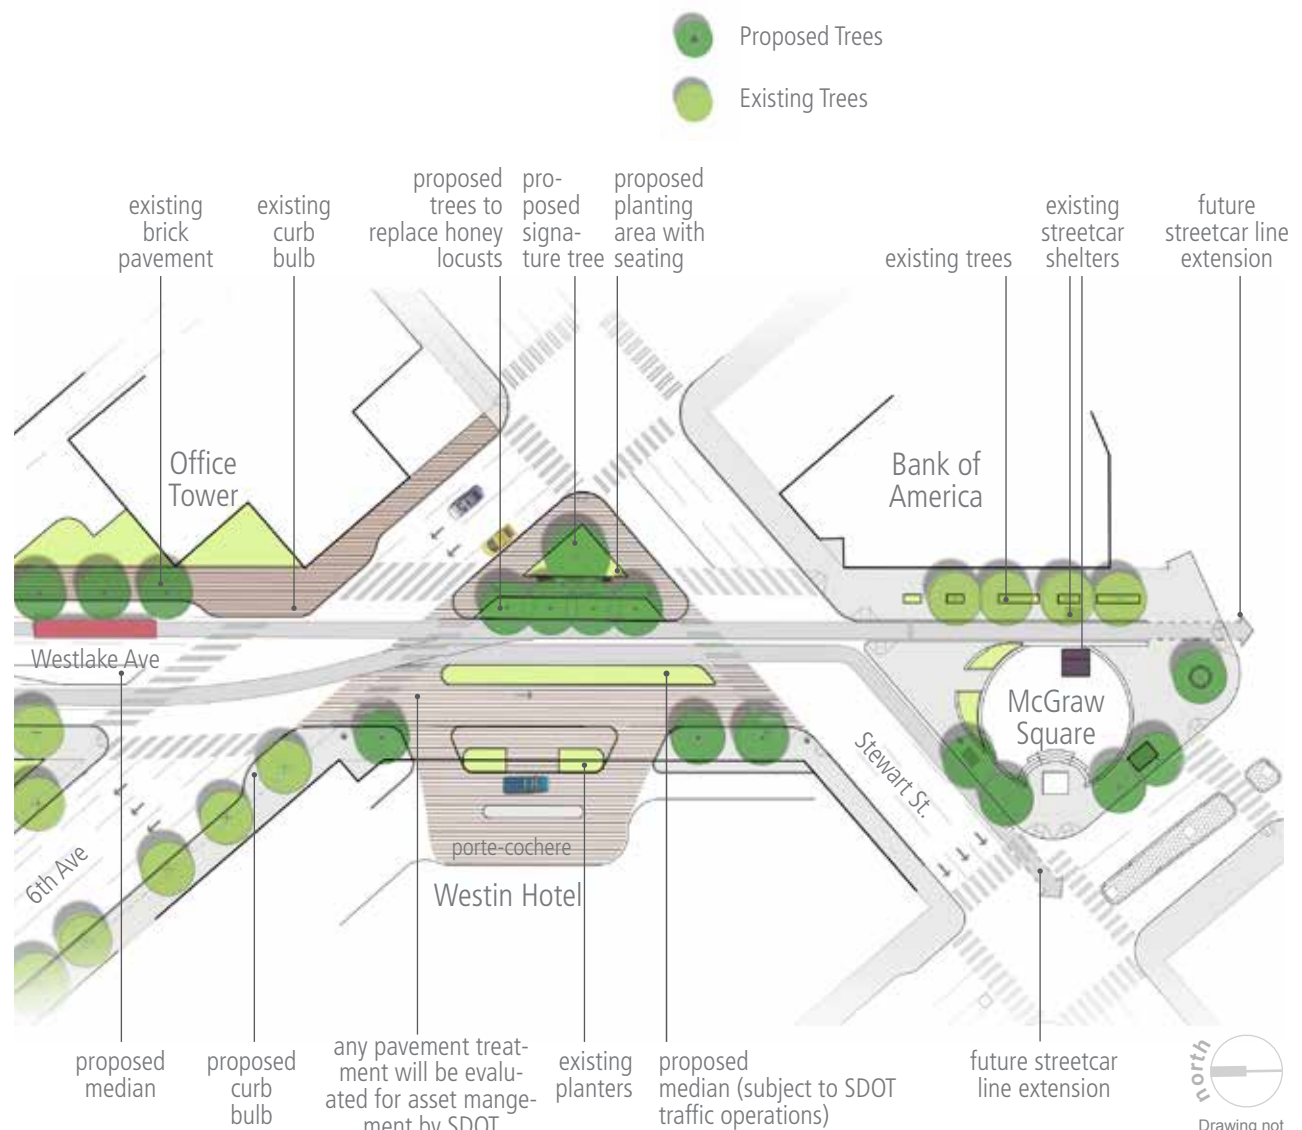 Proposed Trees
Existing Trees
existing
brick
pavement
existing
curb
bulb
proposed
trees to
replace honey
locusts
pro-
posed
signa-
ture tree
proposed
planting
area with
seating
existing trees
existing
streetcar
shelters
future
streetcar line
extension
Office
Tower
Bank of
America
Westlake Ave
McGraw
Square
Stewart St.
6th Ave
porte-cochere
Westin Hotel
proposed
median
proposed
curb
bulb
any pavement treat-
ment will be evalu-
ated for asset mange-
ment by SDOT
existing
planters
proposed
median (subject to SDOT
traffic operations)
future streetcar
line extension
north
Drawing not